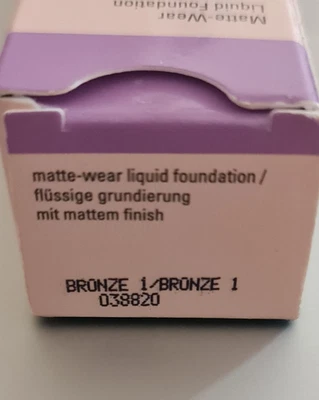 Matte-Wear
Liquid Foundation
matte-wear liquid foundation /
flüssige grundierung
mit mattem finish
BRONZE 1/BRONZE 1
038820